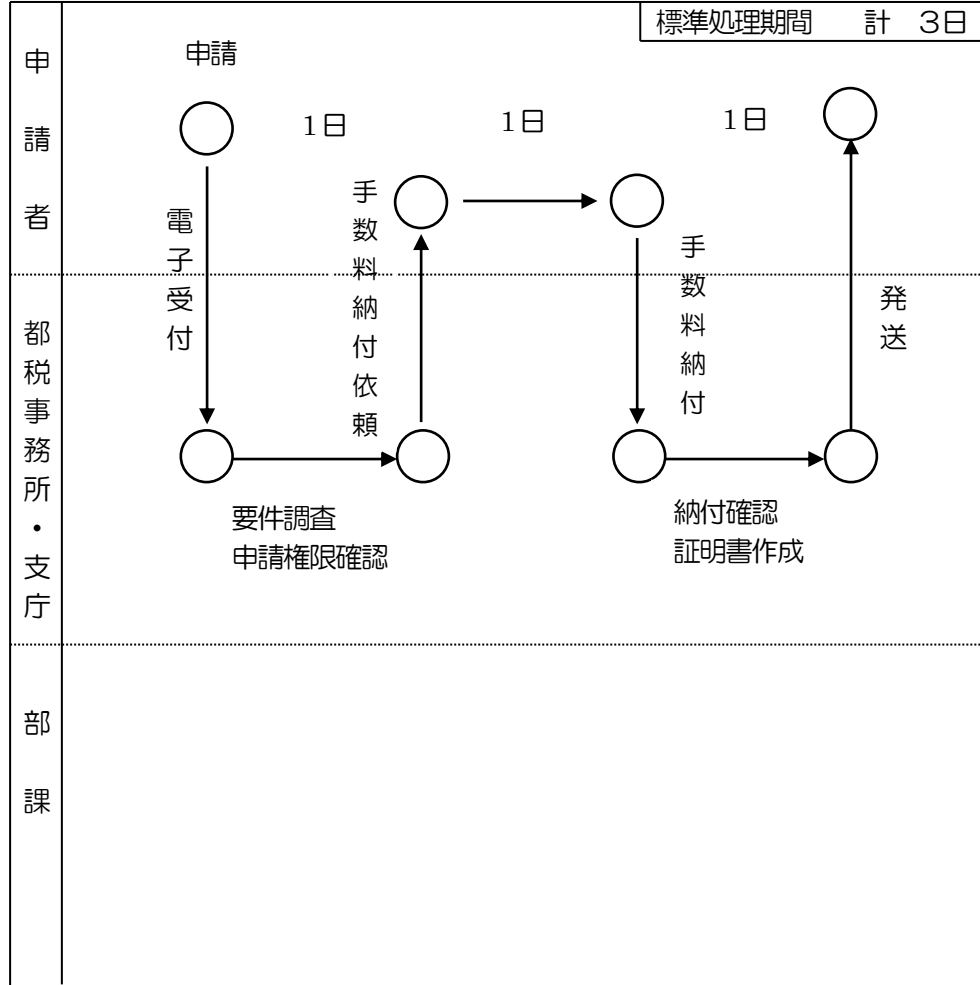 標準処理期間　計　3日
申請者
申請
1日
1日
1日
電子受付
手数料納付依頼
手数料納付
発送
都税事務所・支庁
要件調査
申請権限確認
納付確認
証明書作成
部課